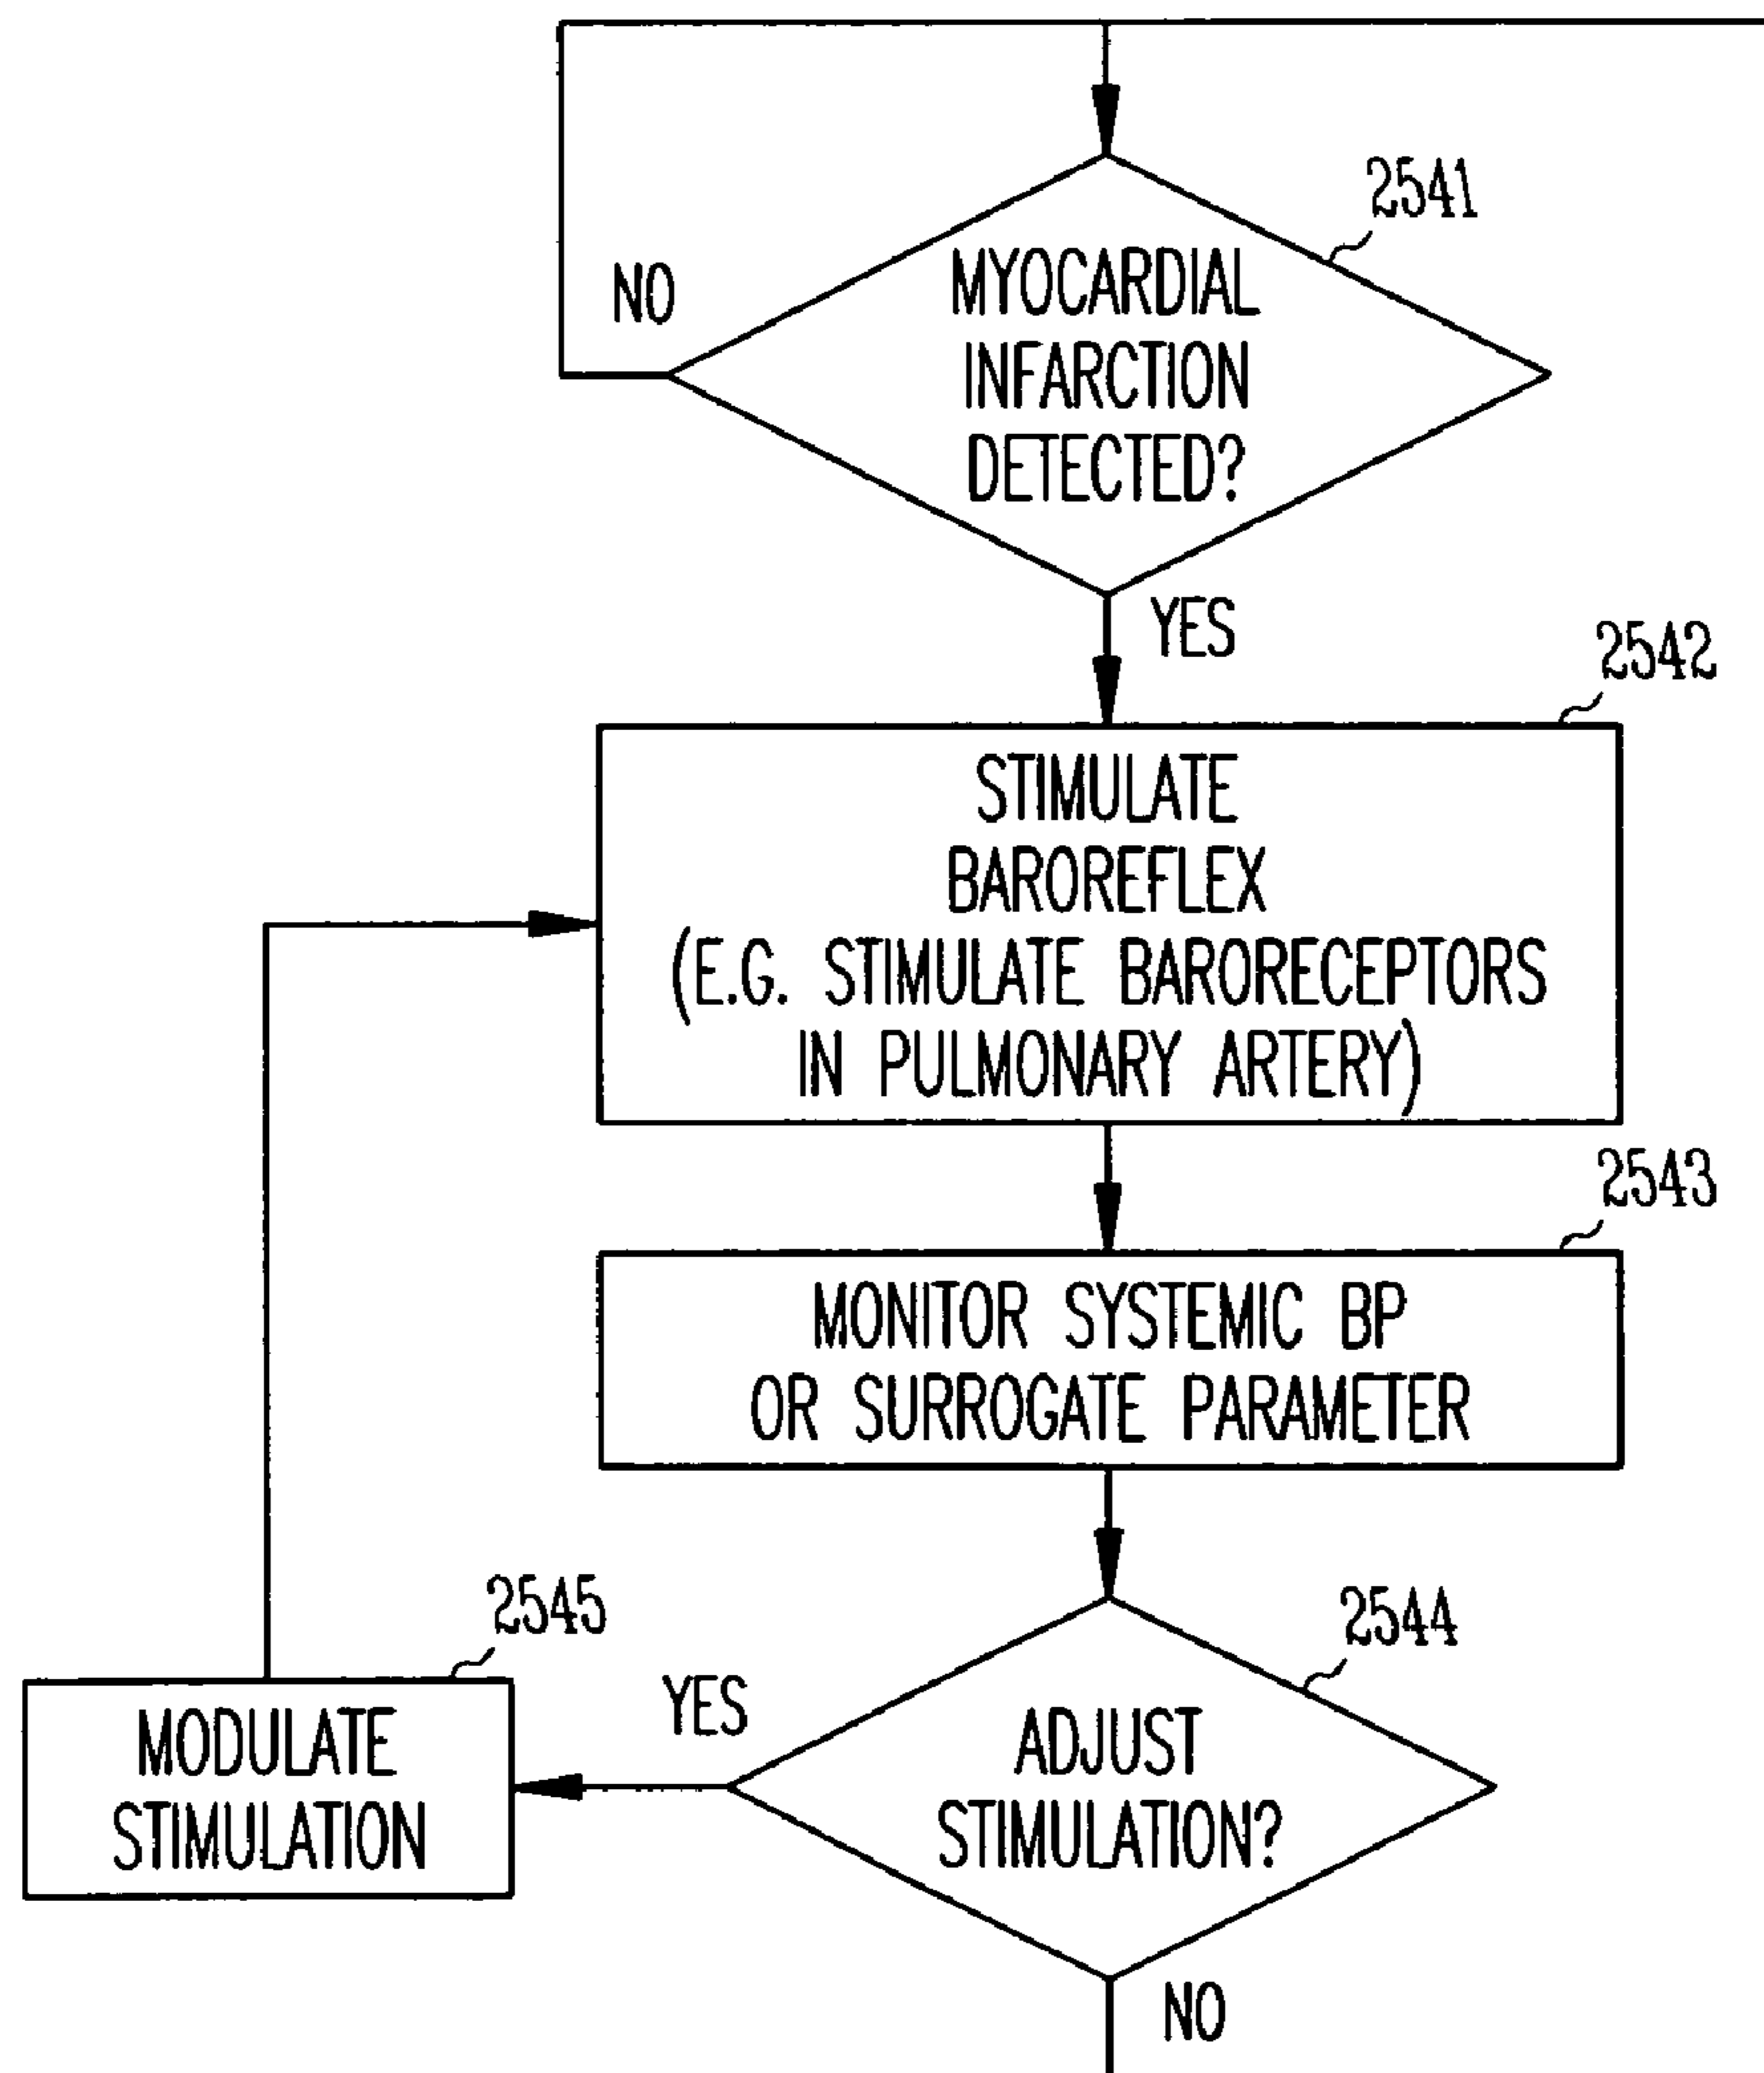 2541
NO
MYOCARDIAL
INFARCTION
DETECTED?
YES
2542
STIMULATE
BAROREFLEX
(E.G. STIMULATE BARORECEPTORS
IN PULMONARY ARTERY)
2543
MONITOR SYSTEMIC BP
OR SURROGATE PARAMETER
2545
2544
YES
MODULATE
STIMULATION
ADJUST
STIMULATION?
NO